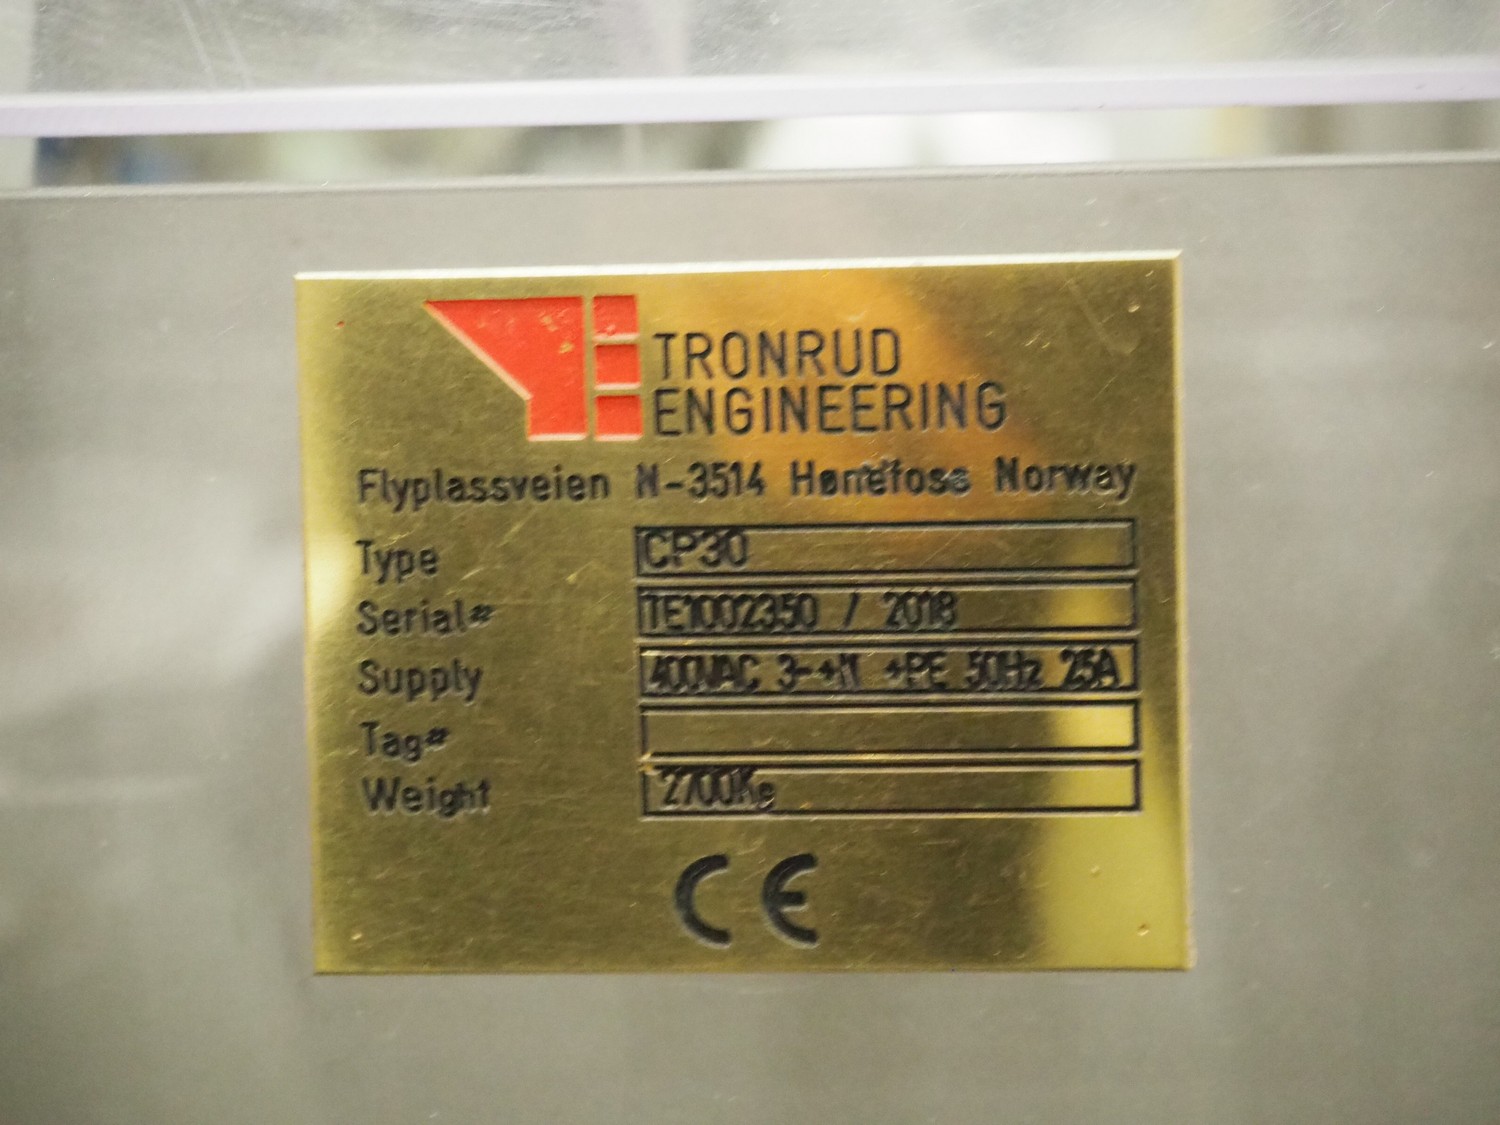 TRONRUD
ENGINEERING
Flyplassveien N-3514 Hønefoss Norway
Type CP30
Serial# TE1002350 / 2018
Supply 400VAC 3~+N +PE 50Hz 25A
Tag#
Weight 2700Kg
CE